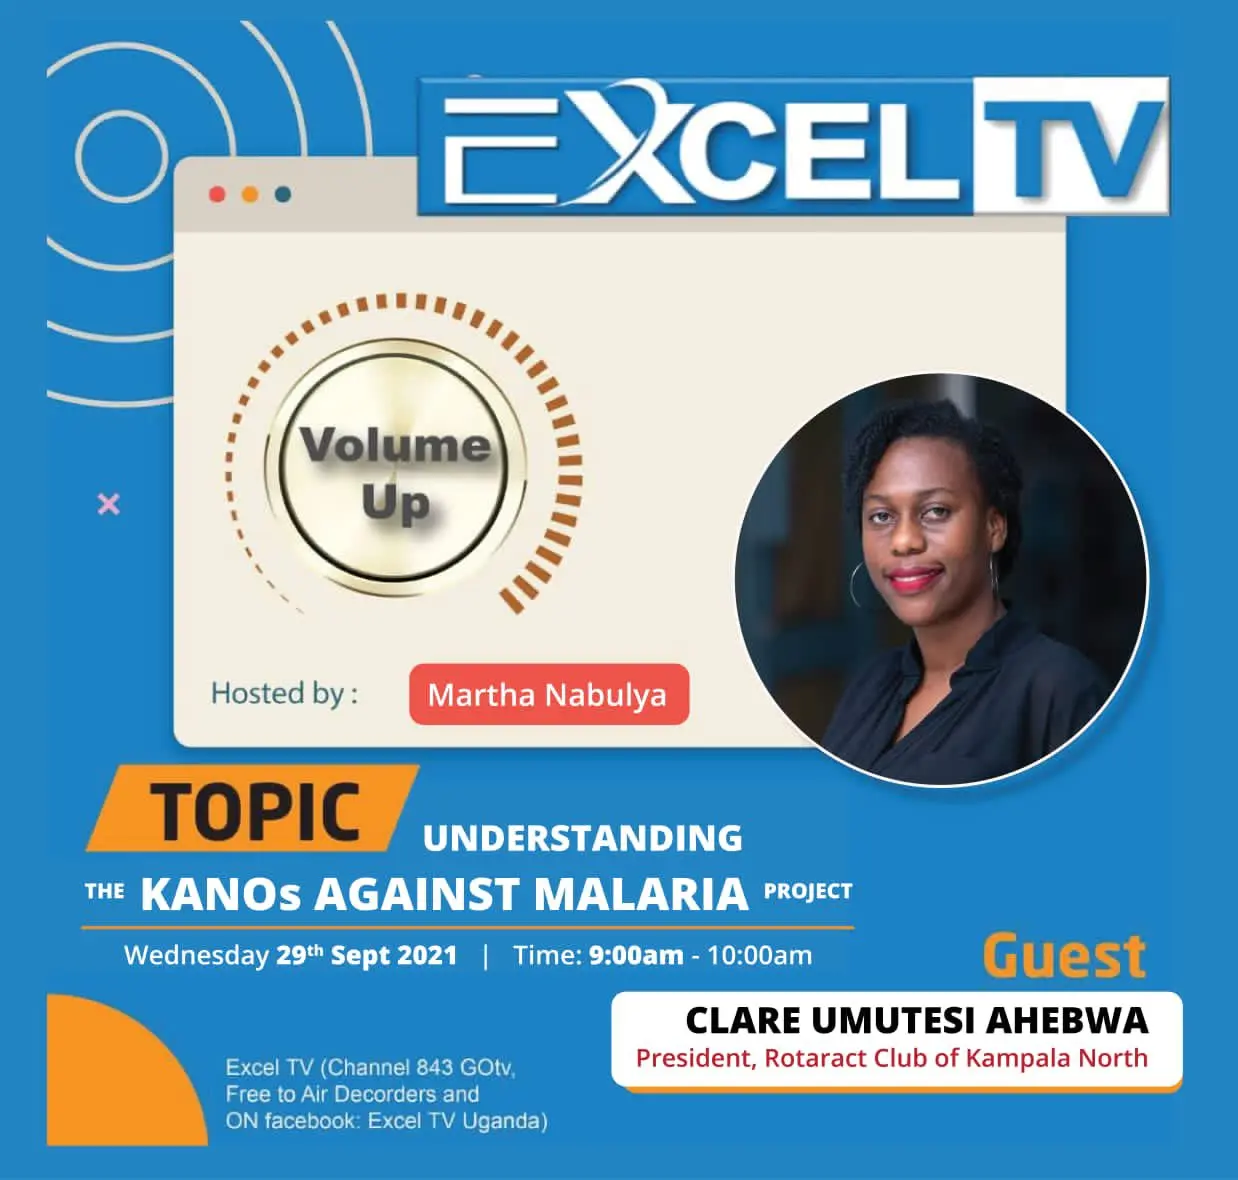 EXCEL TV
Volume
Up
Hosted by :
Martha Nabulya
TOPIC
UNDERSTANDING
THE KANOs AGAINST MALARIA PROJECT
Wednesday 29th Sept 2021 | Time: 9:00am - 10:00am
Guest
CLARE UMUTESI AHEBWA
President, Rotaract Club of Kampala North
Excel TV (Channel 843 GOtv,
Free to Air Decorders and
ON facebook: Excel TV Uganda)